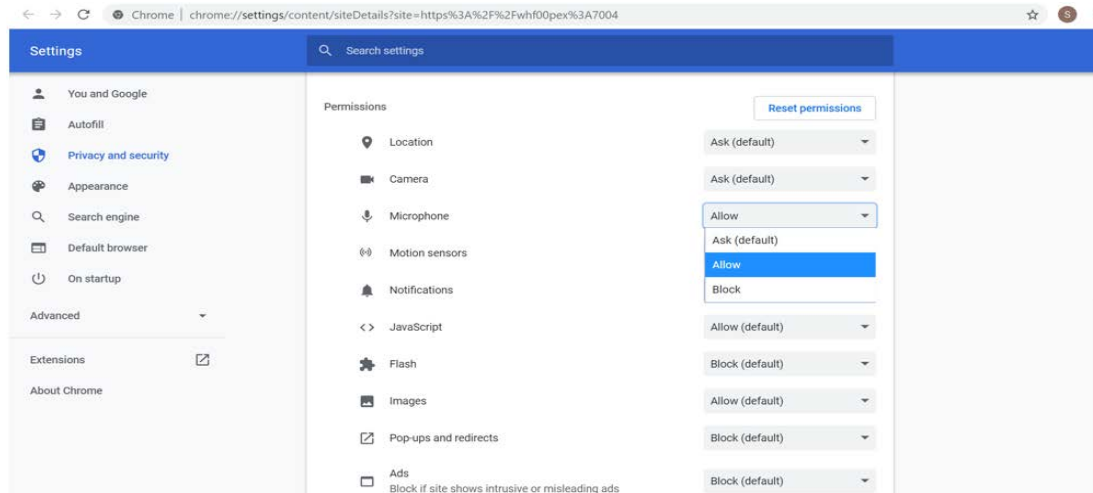 Chrome | chrome://settings/content/siteDetails?site=https%3A%2F%2Fwhf00pex%3A7004
S
Settings
Search settings
You and Google
Autofill
Privacy and security
Appearance
Search engine
Default browser
On startup
Advanced
Extensions
About Chrome
Permissions
Reset permissions
Location
Ask (default)
Camera
Ask (default)
Microphone
Allow
Ask (default)
Allow
Block
Motion sensors
Notifications
JavaScript
Allow (default)
Flash
Block (default)
Images
Allow (default)
Pop-ups and redirects
Block (default)
Ads
Block if site shows intrusive or misleading ads
Block (default)